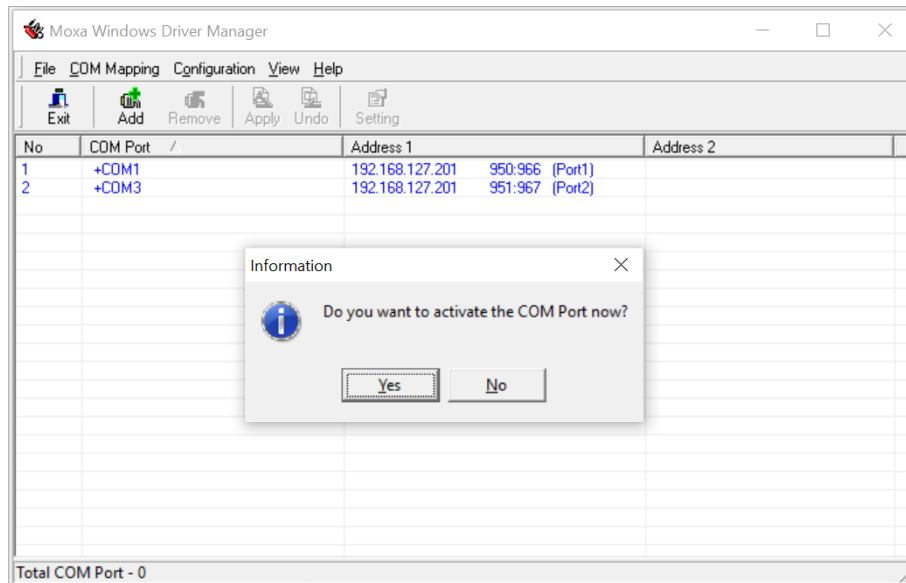 Moxa Windows Driver Manager
File COM Mapping Configuration View Help
Exit Add Remove Apply Undo Setting
No COM Port Address 1 Address 2
1 +COM1 192.168.127.201 950:966 (Port1)
2 +COM3 192.168.127.201 951:967 (Port2)
Information
Do you want to activate the COM Port now?
Yes No
Total COM Port - 0